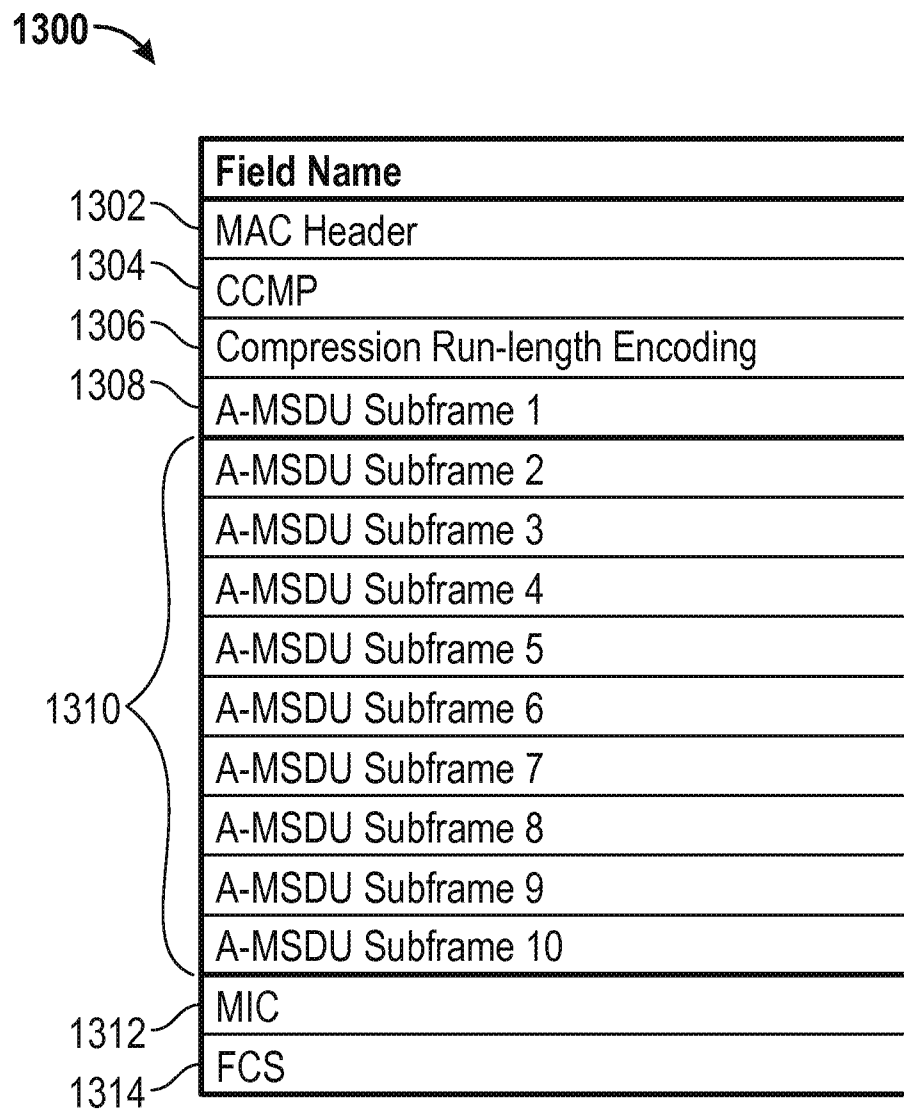 1300
Field Name
1302
MAC Header
1304
CCMP
1306
Compression Run-length Encoding
1308
A-MSDU Subframe 1
A-MSDU Subframe 2
A-MSDU Subframe 3
A-MSDU Subframe 4
A-MSDU Subframe 5
1310
A-MSDU Subframe 6
A-MSDU Subframe 7
A-MSDU Subframe 8
A-MSDU Subframe 9
A-MSDU Subframe 10
MIC
1312
FCS
1314